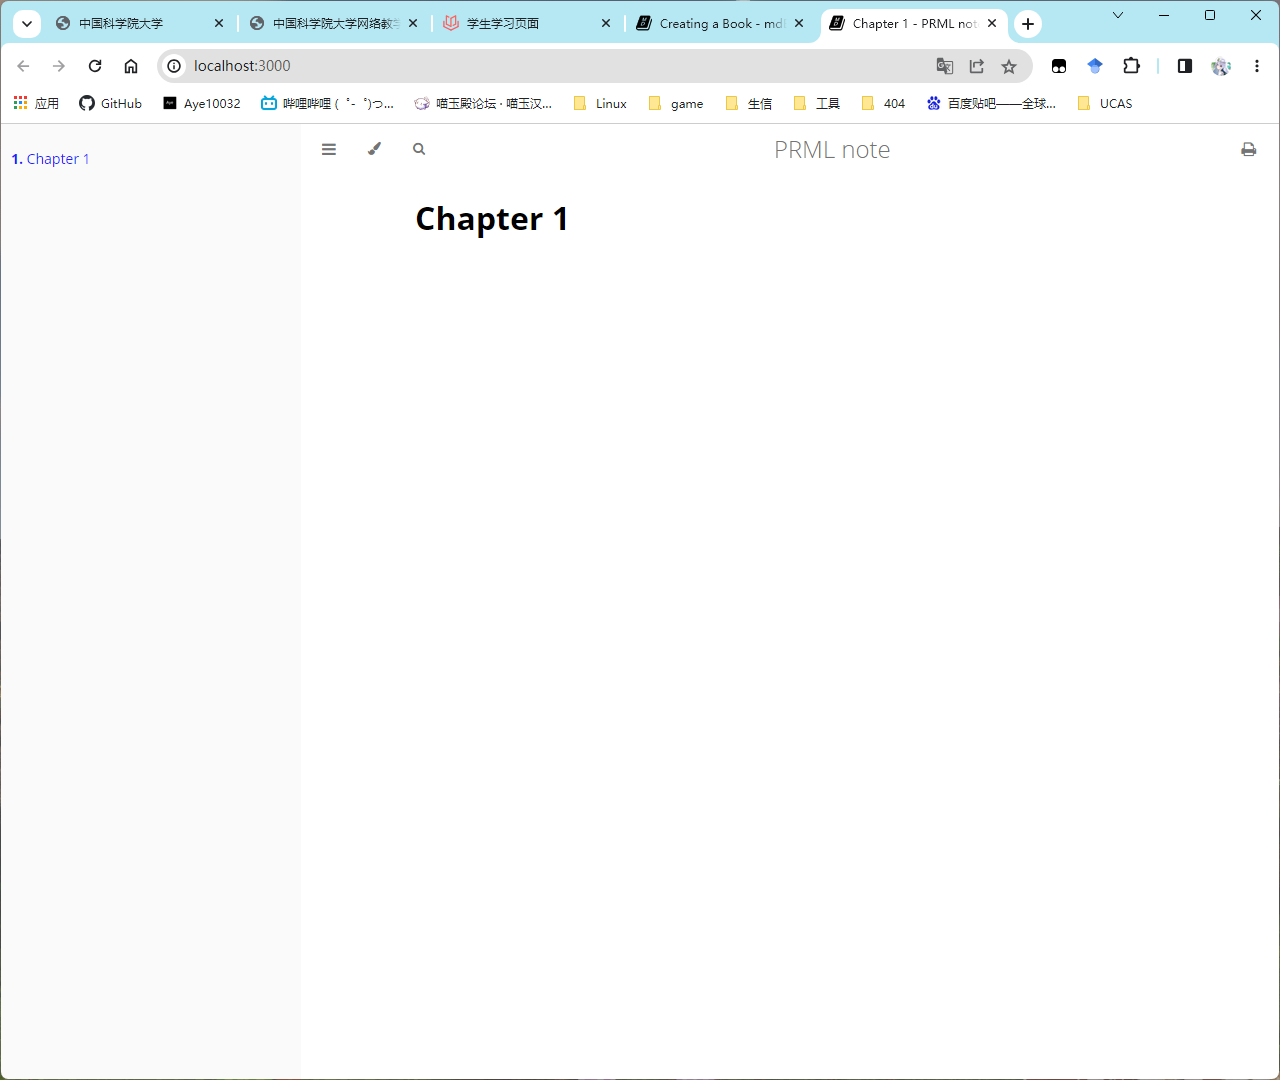 中国科学院大学
中国科学院大学网络教
学生学习页面
Creating a Book - md
Chapter 1 - PRML not
localhost:3000
应用
GitHub
Aye10032
哔哩哔哩 ( ゜- ゜)つ...
喵玉殿论坛 · 喵玉汉...
Linux
game
生信
工具
404
百度贴吧——全球...
UCAS
1. Chapter 1
PRML note
Chapter 1